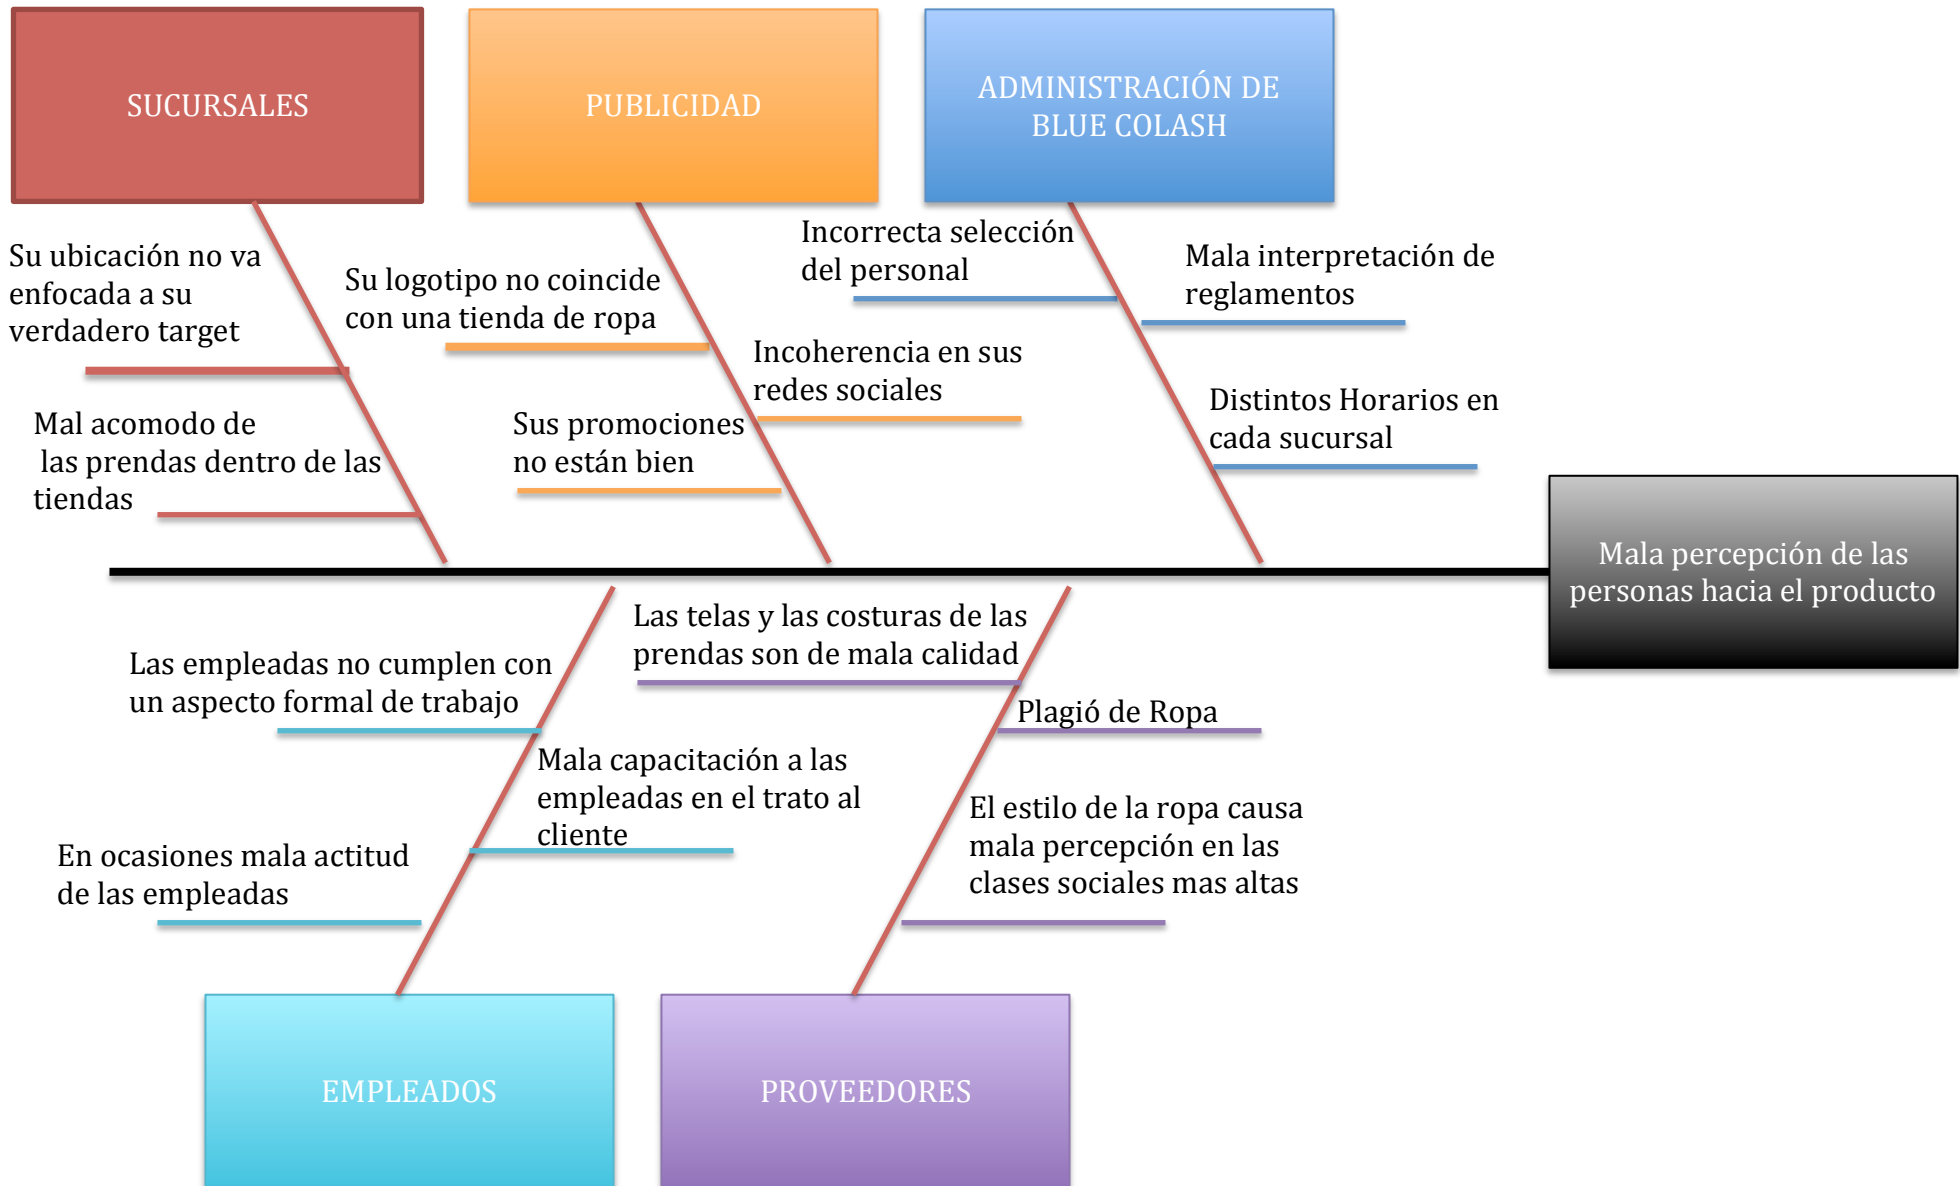 SUCURSALES
PUBLICIDAD
ADMINISTRACIÓN DE
BLUE COLASH
Su ubicación no va
enfocada a su
verdadero target
Mal acomodo de
las prendas dentro de las
tiendas
Su logotipo no coincide
con una tienda de ropa
Incoherencia en sus
redes sociales
Sus promociones
no están bien
Incorrecta selección
del personal
Mala interpretación de
reglamentos
Distintos Horarios en
cada sucursal
Mala percepción de las
personas hacia el producto
Las empleadas no cumplen con
un aspecto formal de trabajo
Mala capacitación a las
empleadas en el trato al
cliente
En ocasiones mala actitud
de las empleadas
Las telas y las costuras de las
prendas son de mala calidad
Plagió de Ropa
El estilo de la ropa causa
mala percepción en las
clases sociales mas altas
EMPLEADOS
PROVEEDORES